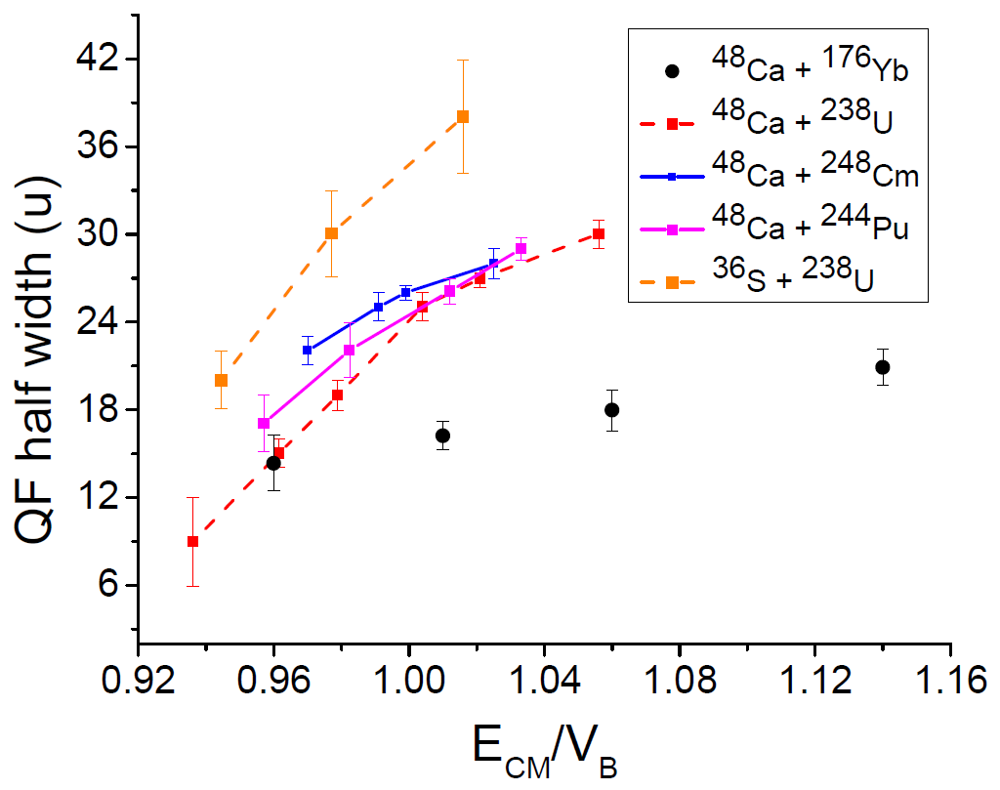 42
36
30
24
18
12
6
QF half width (u)
⁴⁸Ca + ¹⁷⁶Yb
⁴⁸Ca + ²³⁸U
⁴⁸Ca + ²⁴⁸Cm
⁴⁸Ca + ²⁴⁴Pu
³⁶S + ²³⁸U
0.92 0.96 1.00 1.04 1.08 1.12 1.16
E_CM/V_B